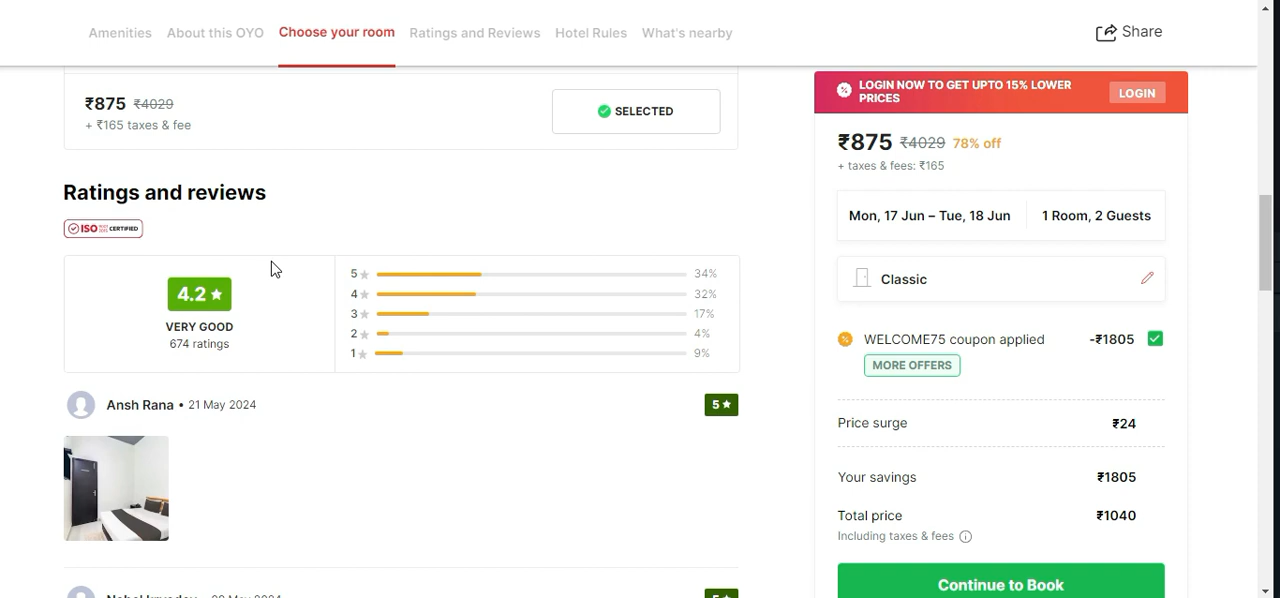 Amenities About this OYO Choose your room Ratings and Reviews Hotel Rules What's nearby
Share
₹875 ₹4029
+ ₹165 taxes & fee
SELECTED
Ratings and reviews
ISO CERTIFIED
4.2 ★
VERY GOOD
674 ratings
5 ★ 34%
4 ★ 32%
3 ★ 17%
2 ★ 4%
1 ★ 9%
Ansh Rana • 21 May 2024
5 ★
LOGIN NOW TO GET UPTO 15% LOWER
PRICES
LOGIN
₹875 ₹4029 78% off
+ taxes & fees: ₹165
Mon, 17 Jun – Tue, 18 Jun
1 Room, 2 Guests
Classic
WELCOME75 coupon applied -₹1805
MORE OFFERS
Price surge ₹24
Your savings ₹1805
Total price ₹1040
Including taxes & fees
Continue to Book